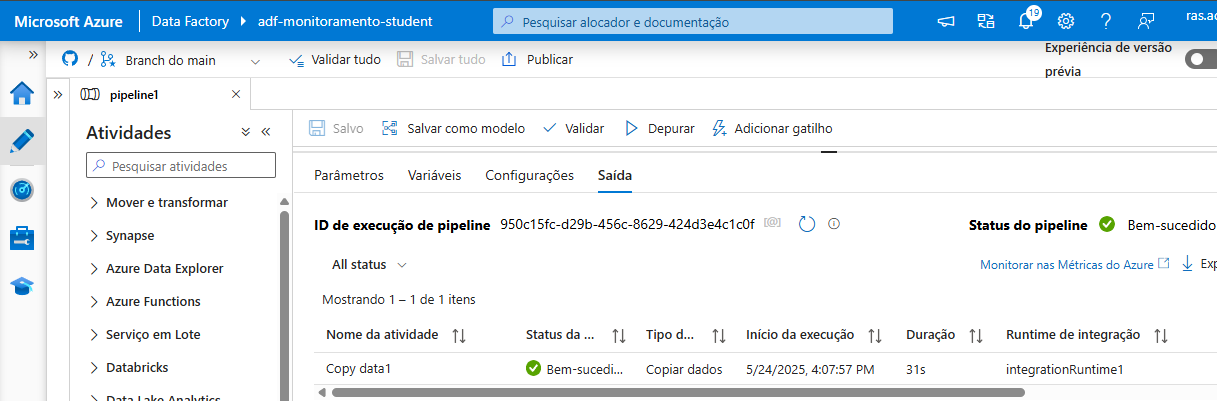 Microsoft Azure Data Factory adf-monitoramento-student Pesquisar alocador e documentação 19 ras.ac
Experiência de versão prévia
/ Branch do main Validar tudo Salvar tudo Publicar
pipeline1
Atividades
Salvo Salvar como modelo Validar Depurar Adicionar gatilho
Pesquisar atividades
Parâmetros Variáveis Configurações Saída
Mover e transformar
Synapse
Azure Data Explorer
Azure Functions
Serviço em Lote
Databricks
Data Lake Analytics
ID de execução de pipeline 950c15fc-d29b-456c-8629-424d3e4c1c0f [@] Status do pipeline Bem-sucedido
All status Monitorar nas Métricas do Azure Exp
Mostrando 1 – 1 de 1 itens
Nome da atividade Status da ... Tipo d... Início da execução Duração Runtime de integração
Copy data1 Bem-sucedi... Copiar dados 5/24/2025, 4:07:57 PM 31s integrationRuntime1